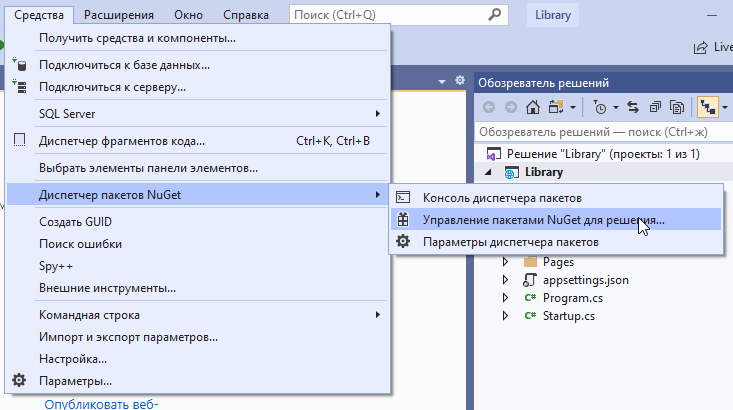 Средства Расширения Окно Справка Поиск (Ctrl+Q) Library
Live
Получить средства и компоненты...
Подключиться к базе данных...
Подключиться к серверу...
SQL Server
Диспетчер фрагментов кода... Ctrl+K, Ctrl+B
Выбрать элементы панели элементов...
Диспетчер пакетов NuGet
Создать GUID
Поиск ошибки
Spy++
Внешние инструменты...
Командная строка
Импорт и экспорт параметров...
Настройка...
Параметры...
Опубликовать веб-
Консоль диспетчера пакетов
Управление пакетами NuGet для решения...
Параметры диспетчера пакетов
Обозреватель решений
Обозреватель решений — поиск (Ctrl+ж)
Решение "Library" (проекты: 1 из 1)
Library
Pages
appsettings.json
C# Program.cs
C# Startup.cs